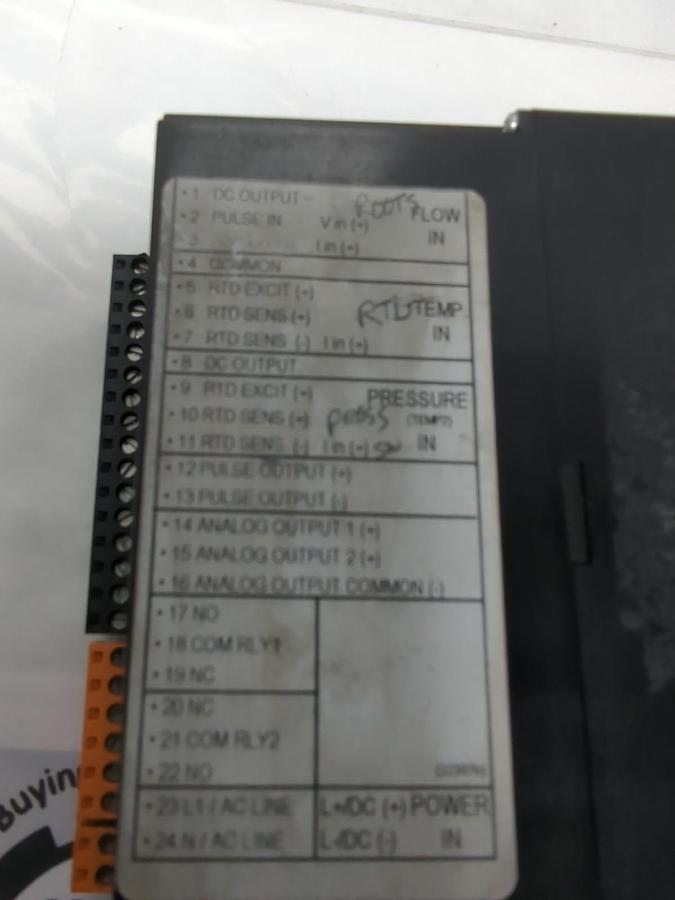 • 1 DC OUTPUT - ROOTS FLOW
• 2 PULSE IN V in (+)
• 3 I in (+) IN
• 4 COMMON
• 5 RTD EXCIT (+)
• 6 RTD SENS (+) RTD TEMP
• 7 RTD SENS (-) I in (+) IN
• 8 DC OUTPUT
• 9 RTD EXCIT (+) PRESSURE
• 10 RTD SENS (+) press (TEMP2)
• 11 RTD SENS (-) I in (+) IN
• 12 PULSE OUTPUT (+)
• 13 PULSE OUTPUT (-)
• 14 ANALOG OUTPUT 1 (+)
• 15 ANALOG OUTPUT 2 (+)
• 16 ANALOG OUTPUT COMMON (-)
• 17 NO
• 18 COM RLY1
• 19 NC
• 20 NC
• 21 COM RLY2
• 22 NO
• 23 L1 / AC LINE L+/DC (+) POWER
• 24 N / AC LINE L-/DC (-) IN
Buying